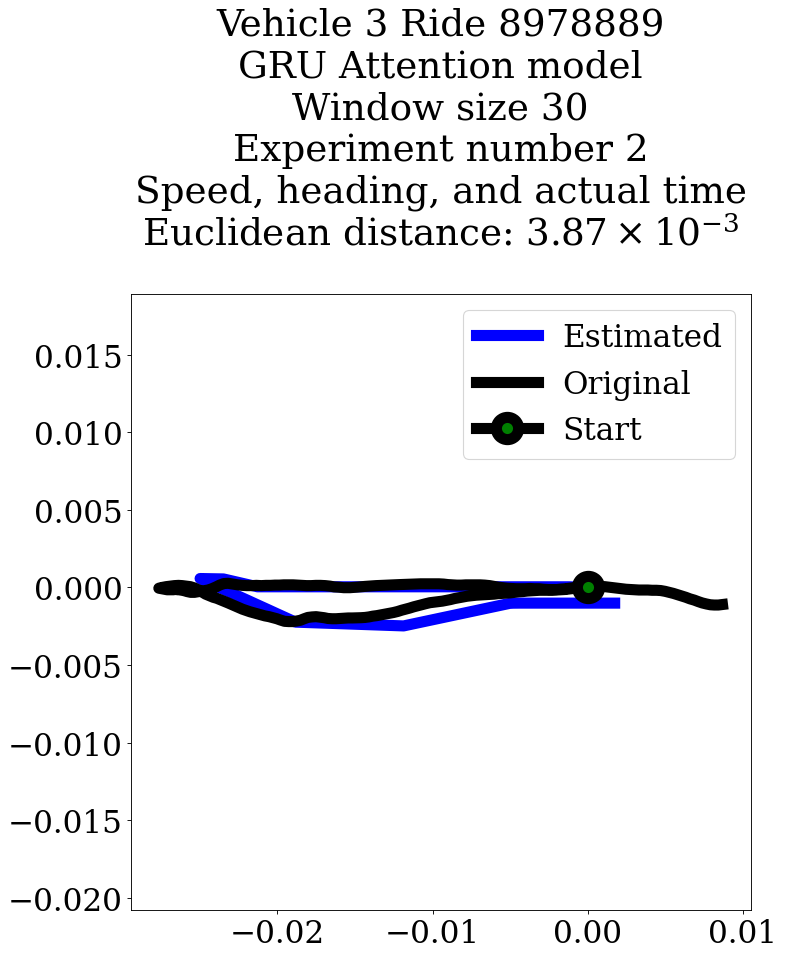 Vehicle 3 Ride 8978889
GRU Attention model
Window size 30
Experiment number 2
Speed, heading, and actual time
Euclidean distance: 3.87 × 10⁻³
Estimated
Original
Start
0.015
0.010
0.005
0.000
−0.005
−0.010
−0.015
−0.020
−0.02 −0.01 0.00 0.01